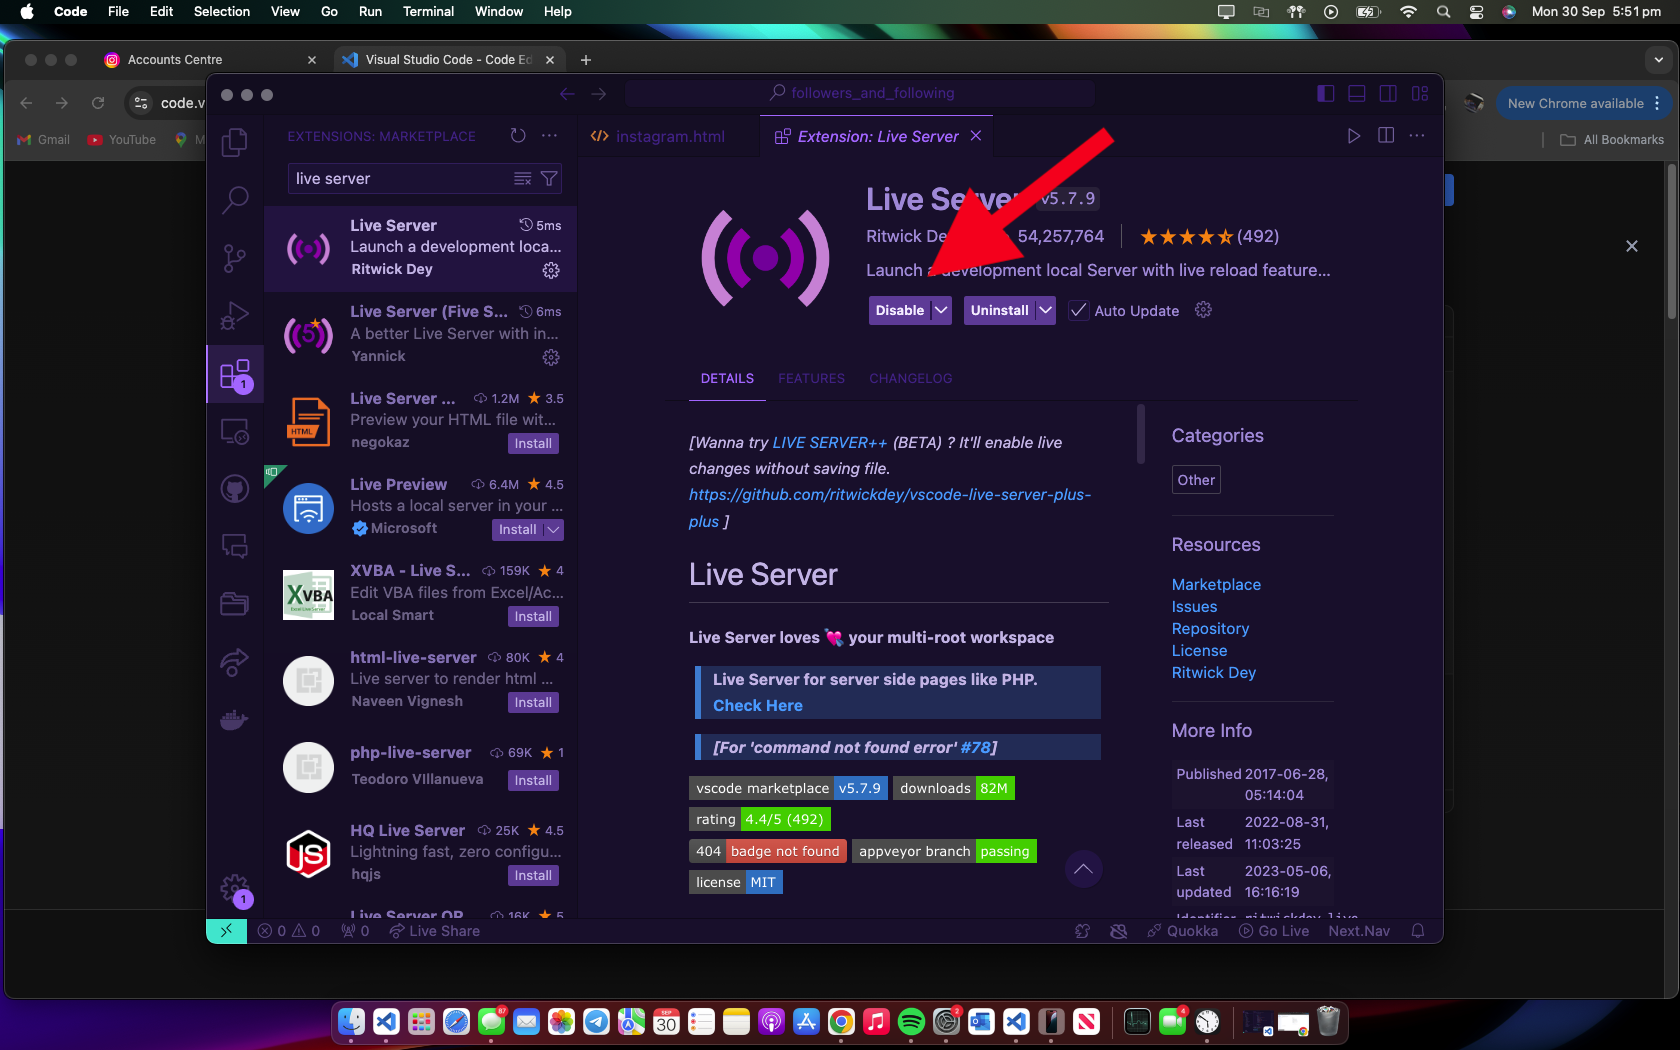 Code File Edit Selection View Go Run Terminal Window Help
Mon 30 Sep 5:51 pm
Accounts Centre
Visual Studio Code - Code Ed
code.v
New Chrome available
Gmail YouTube M
All Bookmarks
followers_and_following
EXTENSIONS: MARKETPLACE
live server
Live Server 5ms
Launch a development loca...
Ritwick Dey
Live Server (Five S... 6ms
A better Live Server with in...
Yannick
Live Server ... 1.2M 3.5
Preview your HTML file wit...
negokaz Install
HTML
Live Preview 6.4M 4.5
Hosts a local server in your ...
Microsoft Install
XVBA - Live S... 159K 4
Edit VBA files from Excel/Ac...
Local Smart Install
XVBA
html-live-server 80K 4
Live server to render html ...
Naveen Vignesh Install
php-live-server 69K 1
Teodoro VIllanueva Install
HQ Live Server 25K 4.5
Lightning fast, zero configu...
hqjs Install
JS
Live Server OP 16K 5
1
1
instagram.html
Extension: Live Server
Live Server v5.7.9
Ritwick De 54,257,764 (492)
Launch a development local Server with live reload feature...
Disable Uninstall Auto Update
DETAILS FEATURES CHANGELOG
[Wanna try LIVE SERVER++ (BETA) ? It'll enable live
changes without saving file.
https://github.com/ritwickdey/vscode-live-server-plus-
plus ]
Live Server
Live Server loves 💘 your multi-root workspace
Live Server for server side pages like PHP.
Check Here
[For 'command not found error' #78]
vscode marketplace v5.7.9 downloads 82M
rating 4.4/5 (492)
404 badge not found appveyor branch passing
license MIT
Categories
Other
Resources
Marketplace
Issues
Repository
License
Ritwick Dey
More Info
Published 2017-06-28,
05:14:04
Last 2022-08-31,
released 11:03:25
Last 2023-05-06,
updated 16:16:19
Identifier ritwickdey.live
0 0 0 Live Share
Quokka Go Live Next.Nav
87
SEP
30
2
4